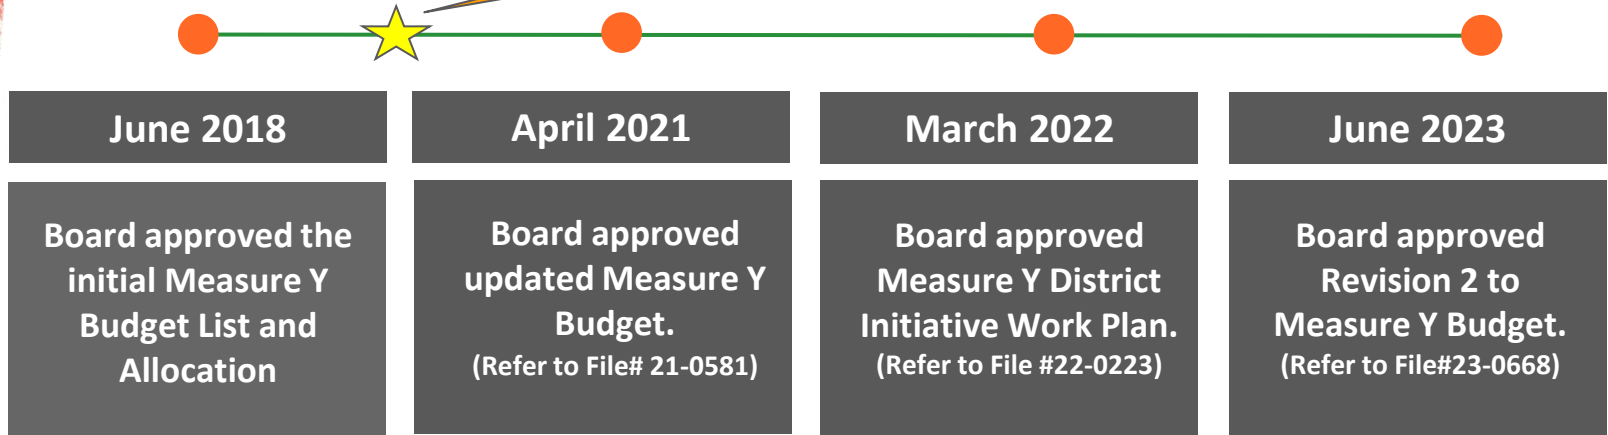 June 2018
Board approved the
initial Measure Y
Budget List and
Allocation
April 2021
Board approved
updated Measure Y
Budget.
(Refer to File# 21-0581)
March 2022
Board approved
Measure Y District
Initiative Work Plan.
(Refer to File #22-0223)
June 2023
Board approved
Revision 2 to
Measure Y Budget.
(Refer to File#23-0668)